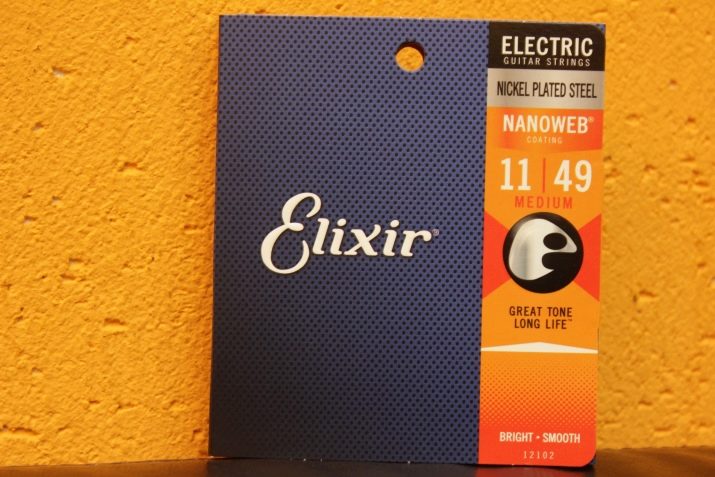 Elixir®
ELECTRIC
GUITAR STRINGS
NICKEL PLATED STEEL
NANOWEB®
COATING
11 | 49
MEDIUM
GREAT TONE
LONG LIFE™
BRIGHT • SMOOTH
12102